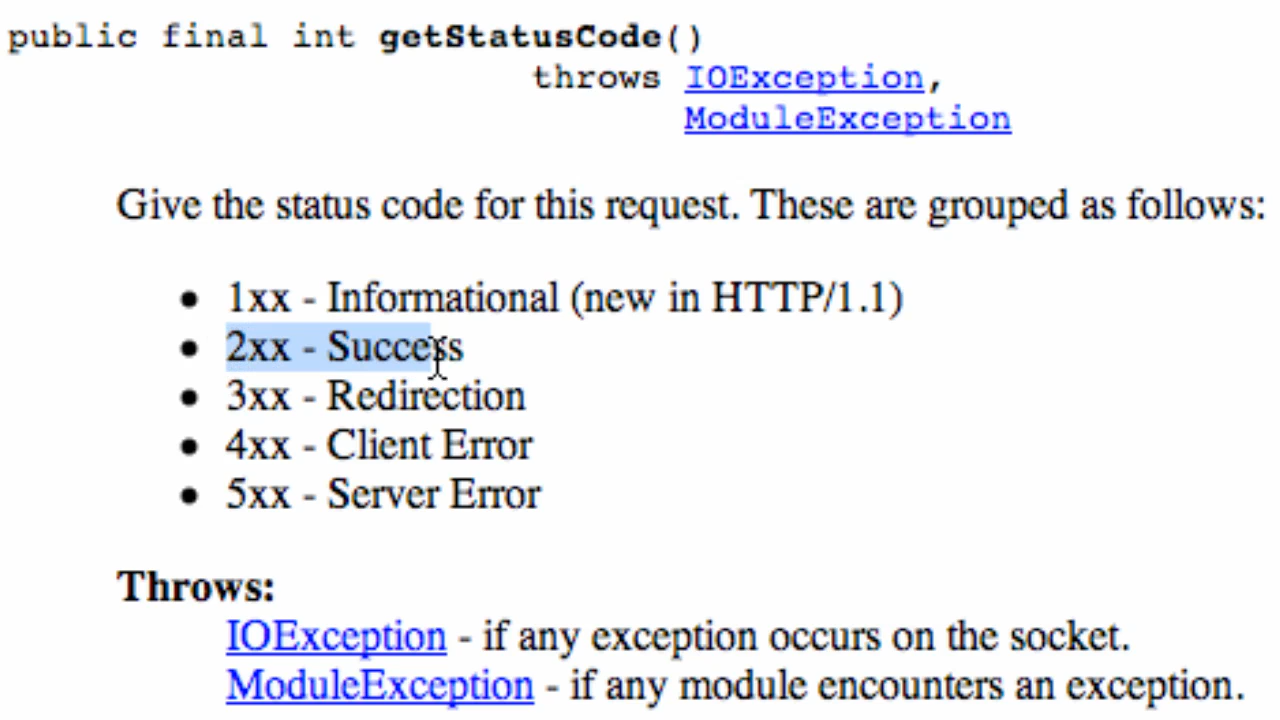 public final int getStatusCode()
throws IOException,
ModuleException
Give the status code for this request. These are grouped as follows:
• 1xx - Informational (new in HTTP/1.1)
• 2xx - Success
• 3xx - Redirection
• 4xx - Client Error
• 5xx - Server Error
Throws:
IOException - if any exception occurs on the socket.
ModuleException - if any module encounters an exception.